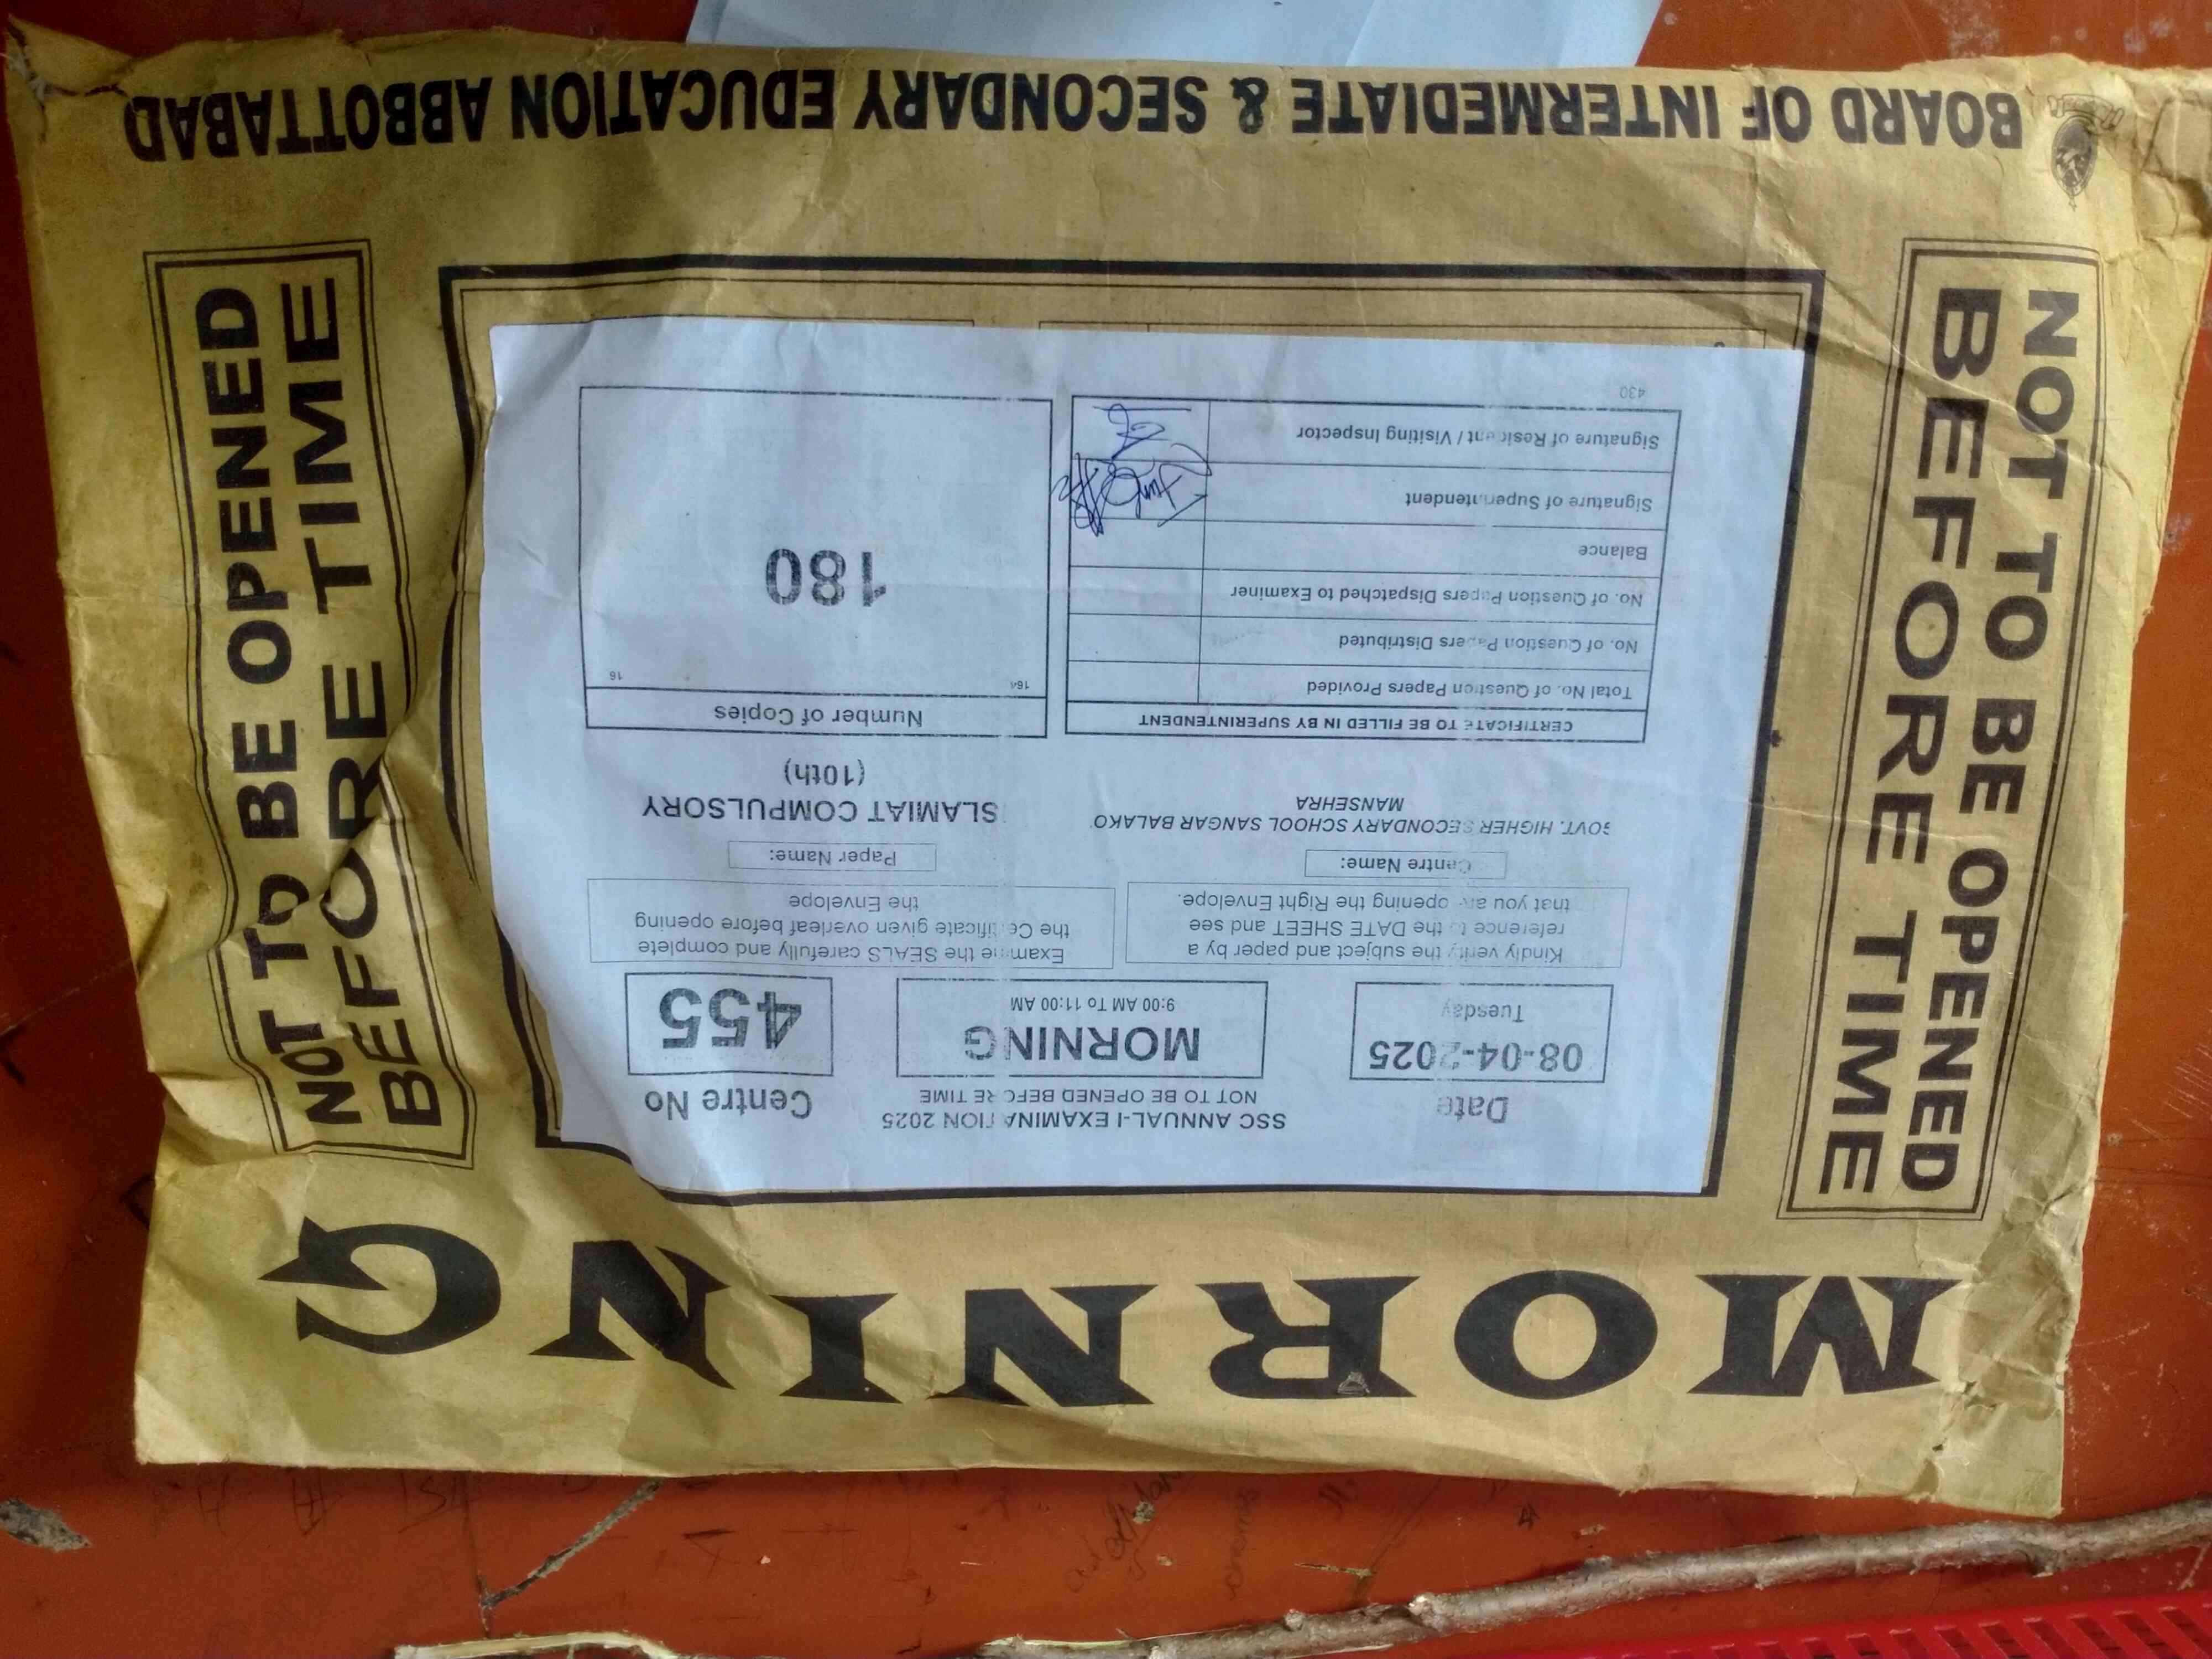 MORNING
NOT TO BE OPENED
BEFORE TIME
SSC ANNUAL-I EXAMINATION 2025
NOT TO BE OPENED BEFORE TIME
Date
08-04-2025
Tuesday
MORNING
9:00 AM To 11:00 AM
Centre No
455
Kindly verify the subject and paper by a
reference to the DATE SHEET and see
that you are opening the Right Envelope.
Examine the SEALS carefully and complete
the Certificate given overleaf before opening
the Envelope
Centre Name:
GOVT. HIGHER SECONDARY SCHOOL SANGAR BALAKO
MANSEHRA
Paper Name:
ISLAMIAT COMPULSORY
(10th)
CERTIFICATE TO BE FILLED IN BY SUPERINTENDENT
Total No. of Question Papers Provided
No. of Question Papers Distributed
No. of Question Papers Dispatched to Examiner
Balance
Signature of Superintendent
Signature of Resident / Visiting Inspector
430
Number of Copies
164
16
180
NOT TO BE OPENED
BEFORE TIME
BOARD OF INTERMEDIATE & SECONDARY EDUCATION ABBOTTABAD